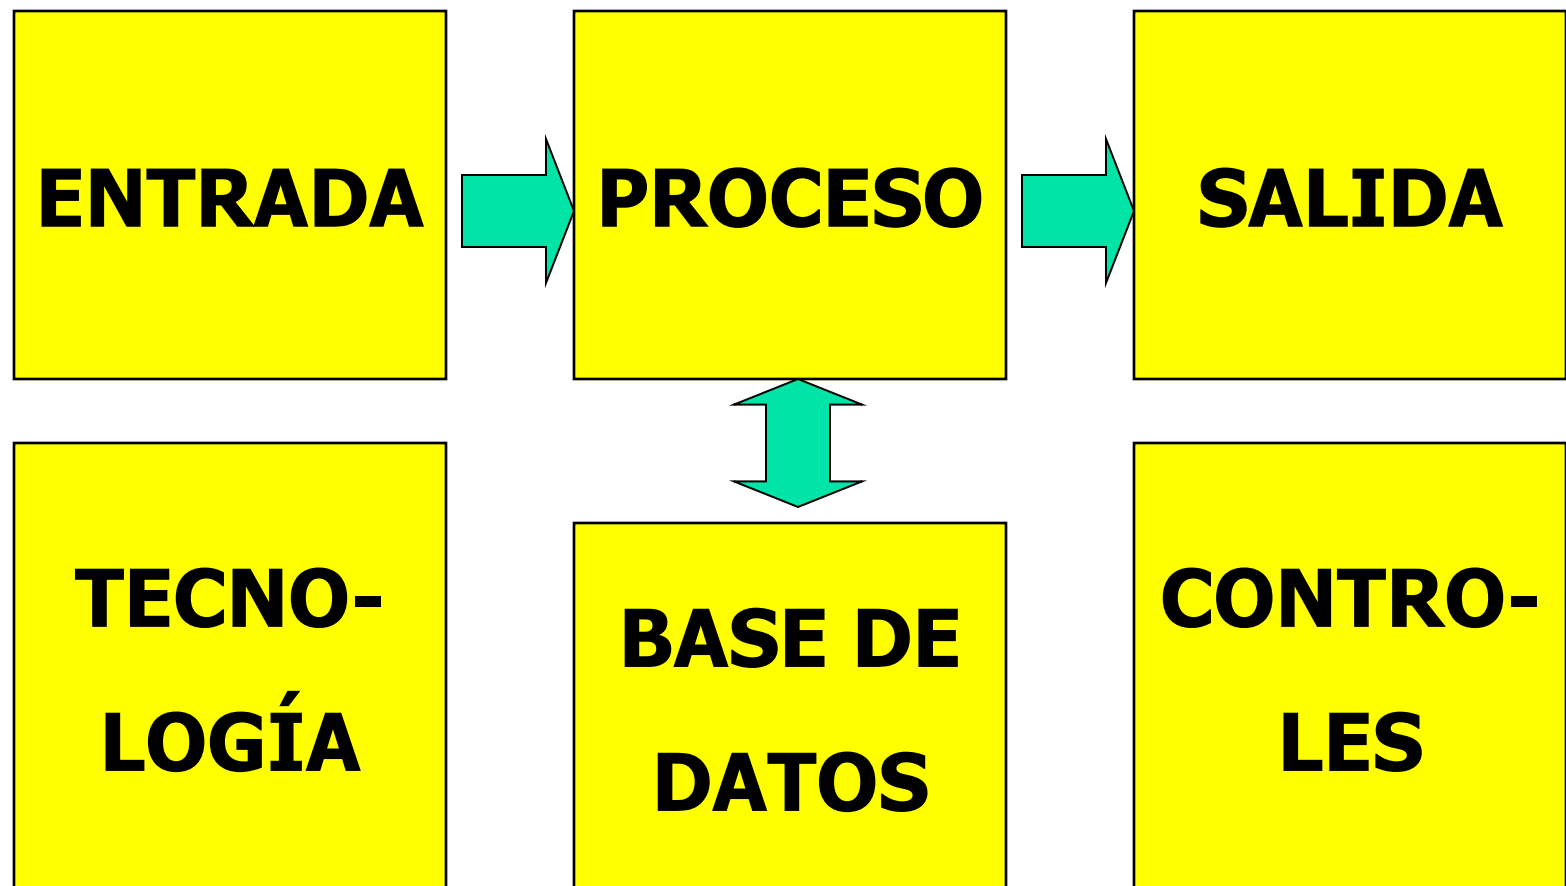 ENTRADA
PROCESO
SALIDA
TECNO-
LOGÍA
BASE DE
DATOS
CONTRO-
LES